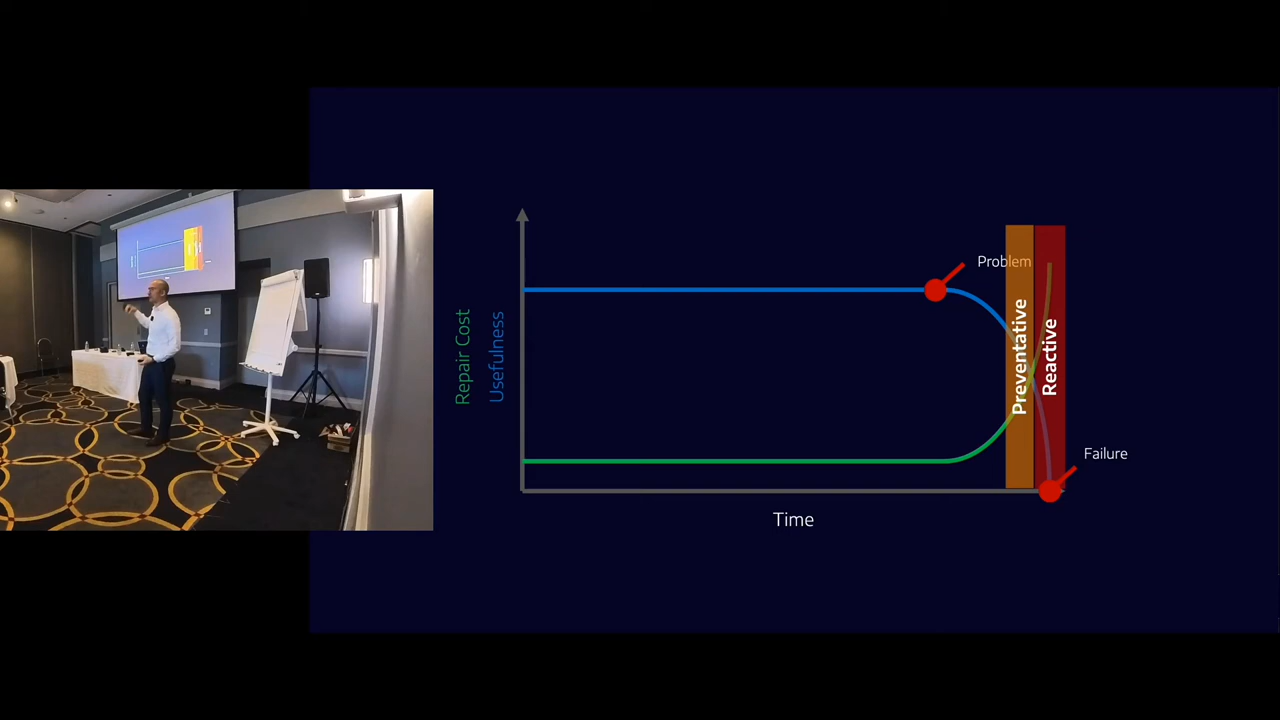 Problem
Repair Cost
Usefulness
Preventative
Reactive
Failure
Time